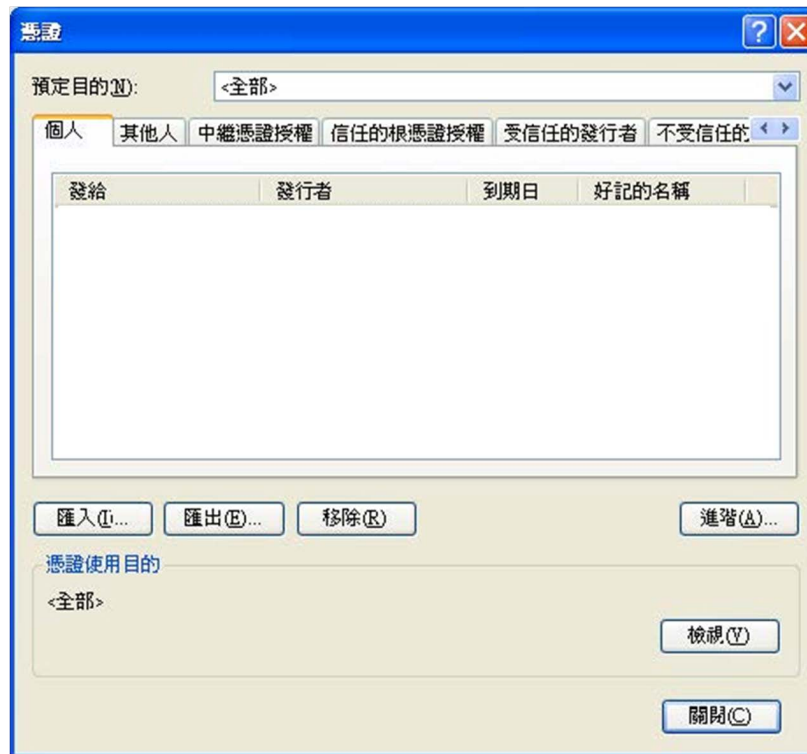 憑證
預定目的(N):
<全部>
個人 其他人 中繼憑證授權 信任的根憑證授權 受信任的發行者 不受信任的
發給 發行者 到期日 好記的名稱
匯入(I)... 匯出(E)... 移除(R) 進階(A)...
憑證使用目的
<全部>
檢視(V)
關閉(C)